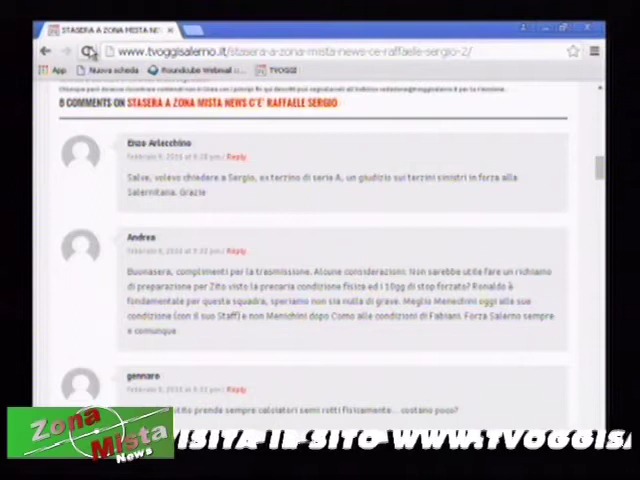 STASERA A ZONA MISTA NE
www.tvoggisalerno.it/stasera-a-zona-mista-news-ce-raffaele-sergio-2/
App Nuova scheda Roundcube Webmail :: TVOGGI
8 COMMENTS ON STASERA A ZONA MISTA NEWS C'E' RAFFAELLE SERGIO
Enzo Arlecchino
Reply
Salve, volevo chiedere a Sergio, ex terzino di serie A, un giudizio sui terzini sinistri in forza alla
Salernitana. Grazie
Andrea
Reply
Buonasera, complimenti per la trasmissione. Alcune considerazioni. Non sarebbe utile fare un richiamo
di preparazione per Zito visto la precaria condizione fisica ed i 10gg di stop forzato? Ronaldo è
fondamentale per questa squadra, speriamo non sia nulla di grave. Meglio Menechini oggi alle sue
condizione (con il suo Staff) e non Menichini dopo Como alle condizioni di Fabiani. Forza Salerno sempre
e comunque
gennaro
Reply
prende sempre calciatori semi rotti fisicamente... costano poco?
Zona
Mista
News
VISITA IL SITO WWW.TVOGGISA